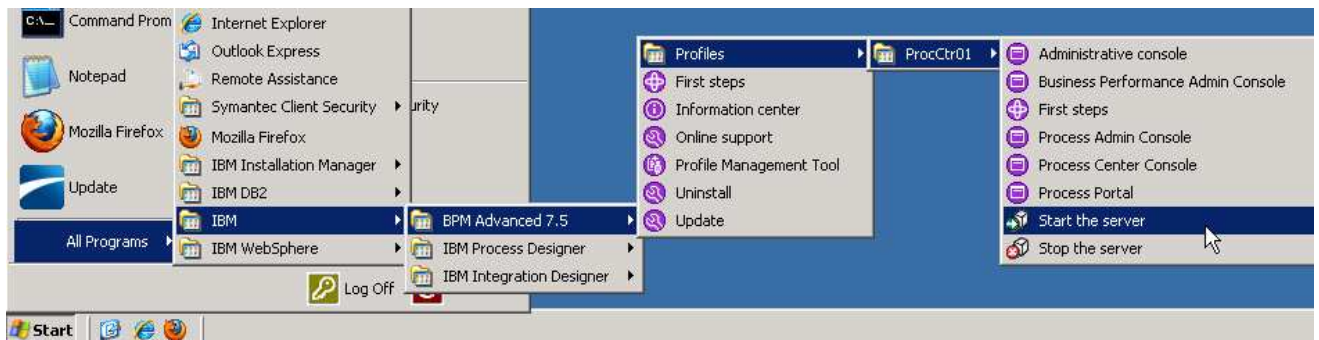 C:\_ Command Prom
Notepad
Mozilla Firefox
Update
All Programs
Internet Explorer
Outlook Express
Remote Assistance
Symantec Client Security
Mozilla Firefox
IBM Installation Manager
IBM DB2
IBM
IBM WebSphere
urity
Log Off
BPM Advanced 7.5
IBM Process Designer
IBM Integration Designer
Profiles
First steps
Information center
Online support
Profile Management Tool
Uninstall
Update
ProcCtr01
Administrative console
Business Performance Admin Console
First steps
Process Admin Console
Process Center Console
Process Portal
Start the server
Stop the server
Start